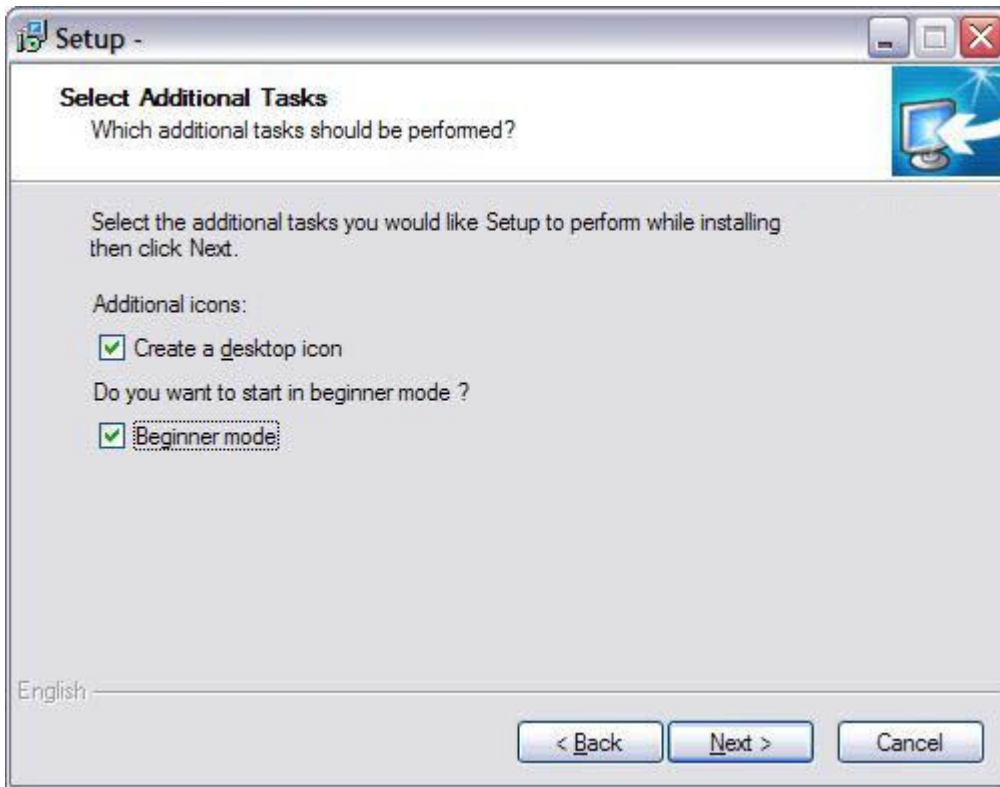 Setup -
Select Additional Tasks
Which additional tasks should be performed?
Select the additional tasks you would like Setup to perform while installing
then click Next.
Additional icons:
Create a desktop icon
Do you want to start in beginner mode ?
Beginner mode
English
< Back Next > Cancel